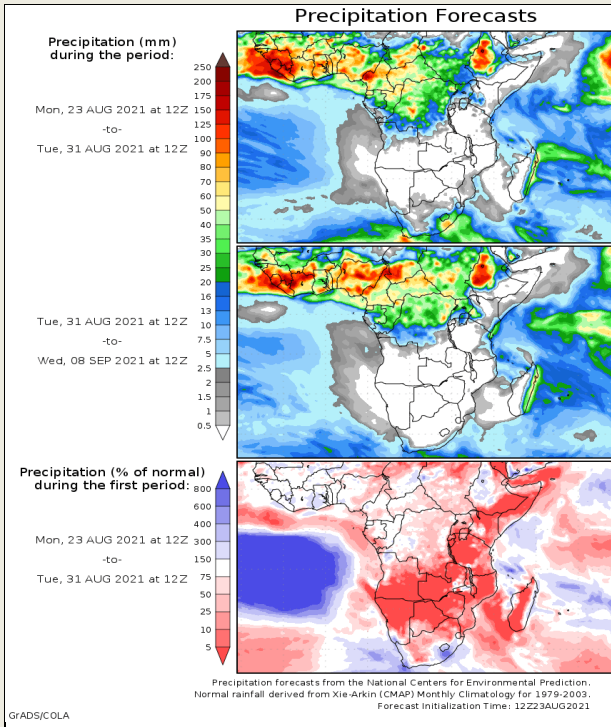 Precipitation Forecasts
Precipitation (mm)
during the period:
250
200
175
150
125
100
90
80
70
60
50
40
35
30
25
20
16
13
10
7.5
5
2.5
2
1.5
1
0.5
Mon, 23 AUG 2021 at 12Z
-to-
Tue, 31 AUG 2021 at 12Z
Tue, 31 AUG 2021 at 12Z
-to-
Wed, 08 SEP 2021 at 12Z
Precipitation (% of normal)
during the first period:
800
600
400
300
150
75
50
25
10
5
Mon, 23 AUG 2021 at 12Z
-to-
Tue, 31 AUG 2021 at 12Z
Precipitation forecasts from the National Centers for Environmental Prediction.
Normal rainfall derived from Xie-Arkin (CMAP) Monthly Climatology for 1979-2003.
Forecast Initialization Time: 12Z23AUG2021
GrADS/COLA